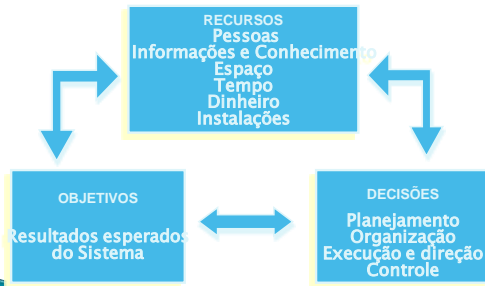 RECURSOS
Pessoas
Informações e Conhecimento
Espaço
Tempo
Dinheiro
Instalações
OBJETIVOS
Resultados esperados
do Sistema
DECISÕES
Planejamento
Organização
Execução e direção
Controle